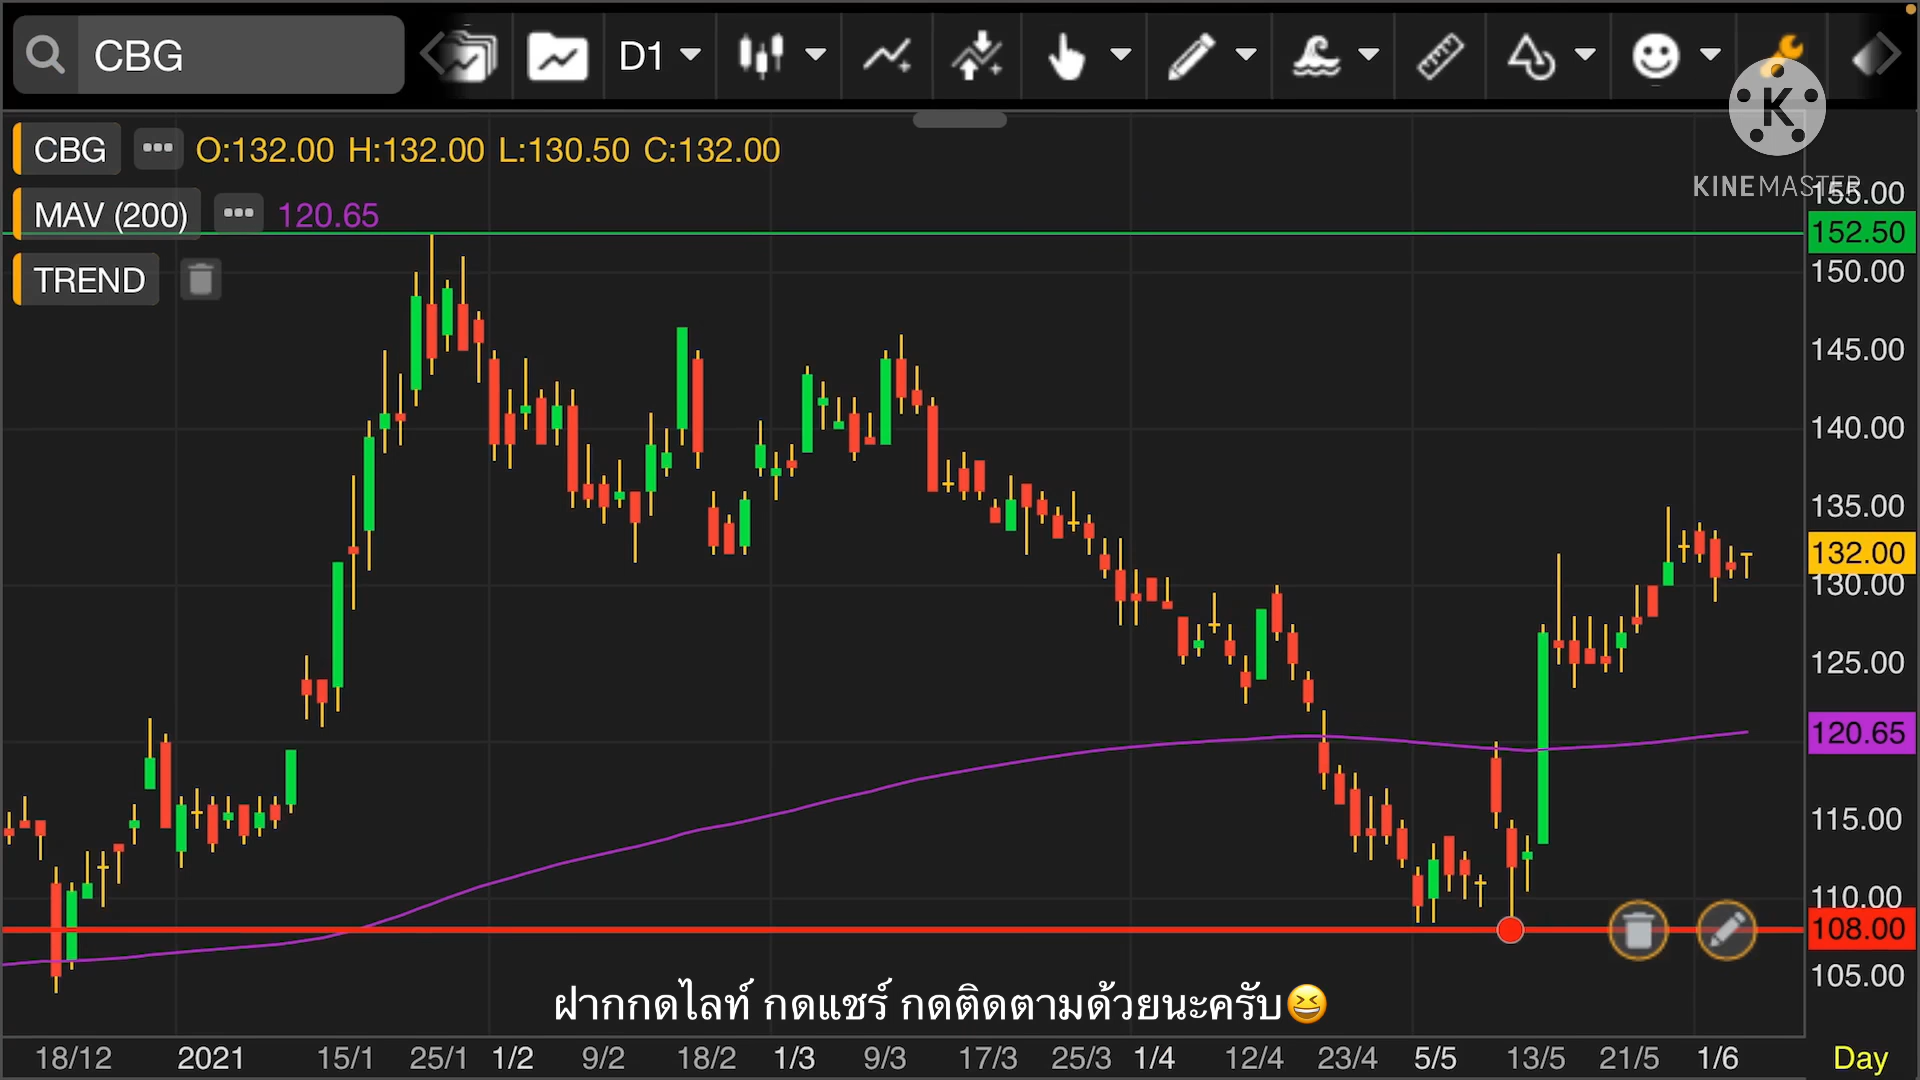 CBG
D1
K
KINEMASTER
CBG ••• O:132.00 H:132.00 L:130.50 C:132.00
MAV (200) ••• 120.65
TREND
155.00
152.50
150.00
145.00
140.00
135.00
132.00
130.00
125.00
120.65
115.00
110.00
108.00
105.00
ฝากกดไลท์ กดแชร์ กดติดตามด้วยนะครับ😆
18/12 2021 15/1 25/1 1/2 9/2 18/2 1/3 9/3 17/3 25/3 1/4 12/4 23/4 5/5 13/5 21/5 1/6 Day